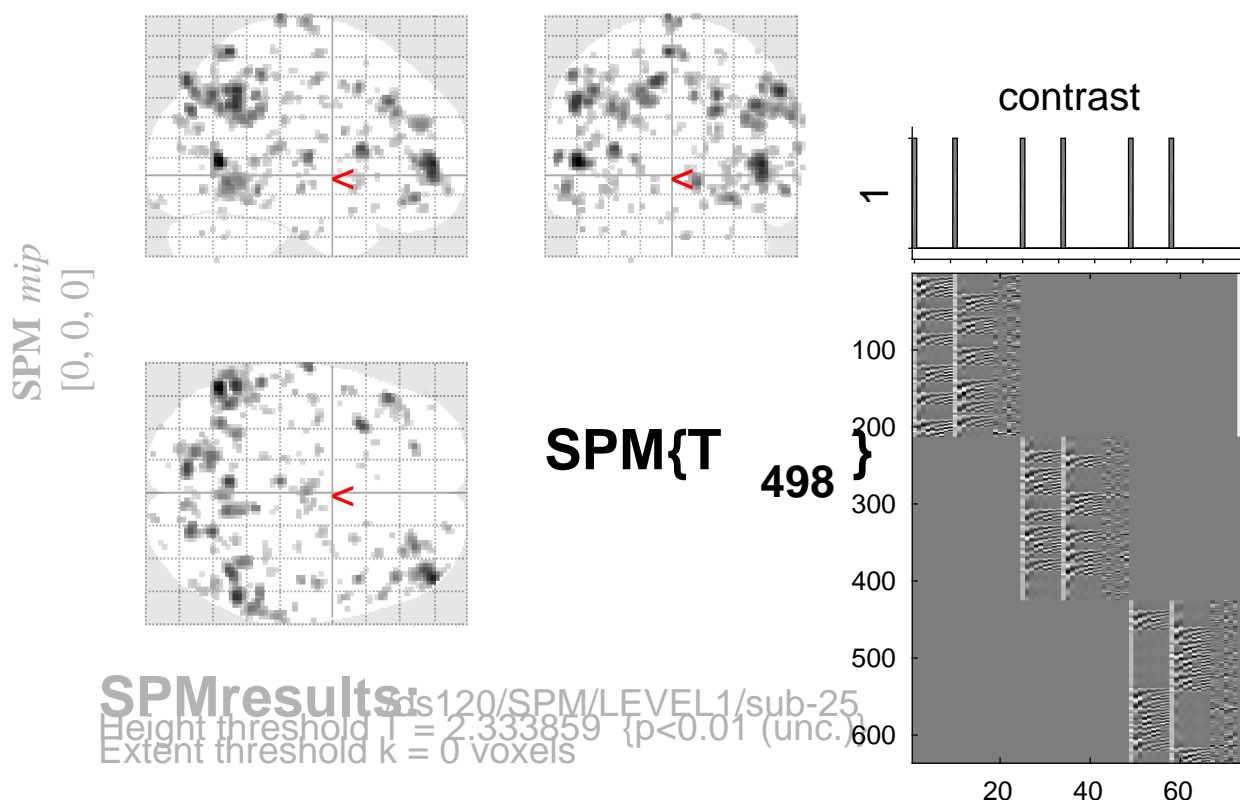 SPM mip
[0, 0, 0]
<
<
<
contrast
1
SPM{T 498 }
100
200
300
400
500
600
20 40 60
SPMresults: /ds120/SPM/LEVEL1/sub-25
Height threshold T = 2.333859 {p<0.01 (unc.)}
Extent threshold k = 0 voxels